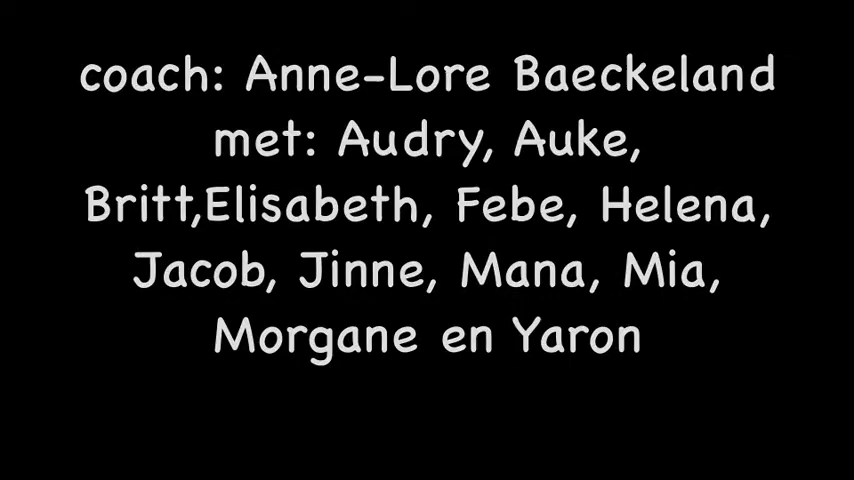 coach: Anne-Lore Baeckeland
met: Audry, Auke,
Britt,Elisabeth, Febe, Helena,
Jacob, Jinne, Mana, Mia,
Morgane en Yaron